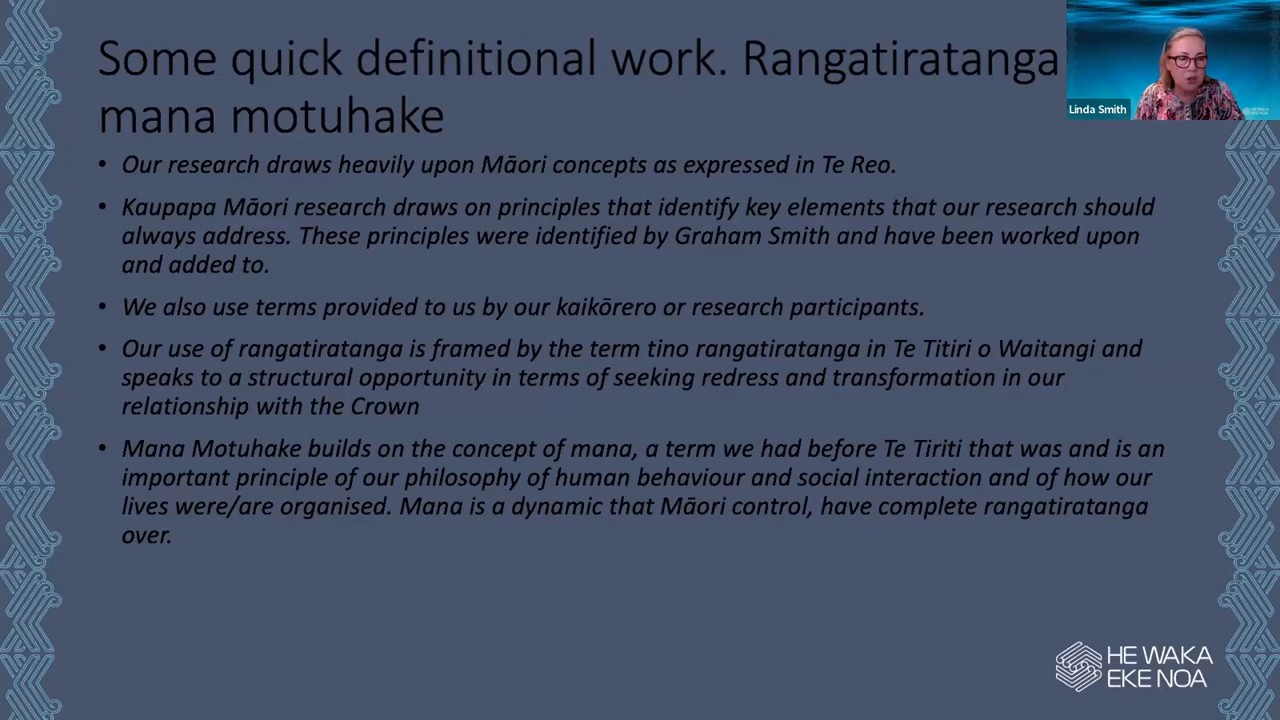 Some quick definitional work. Rangatiratanga
mana motuhake
Linda Smith
• Our research draws heavily upon Māori concepts as expressed in Te Reo.
• Kaupapa Māori research draws on principles that identify key elements that our research should
always address. These principles were identified by Graham Smith and have been worked upon
and added to.
• We also use terms provided to us by our kaikōrero or research participants.
• Our use of rangatiratanga is framed by the term tino rangatiratanga in Te Titiri o Waitangi and
speaks to a structural opportunity in terms of seeking redress and transformation in our
relationship with the Crown
• Mana Motuhake builds on the concept of mana, a term we had before Te Tiriti that was and is an
important principle of our philosophy of human behaviour and social interaction and of how our
lives were/are organised. Mana is a dynamic that Māori control, have complete rangatiratanga
over.
HE WAKA
EKE NOA